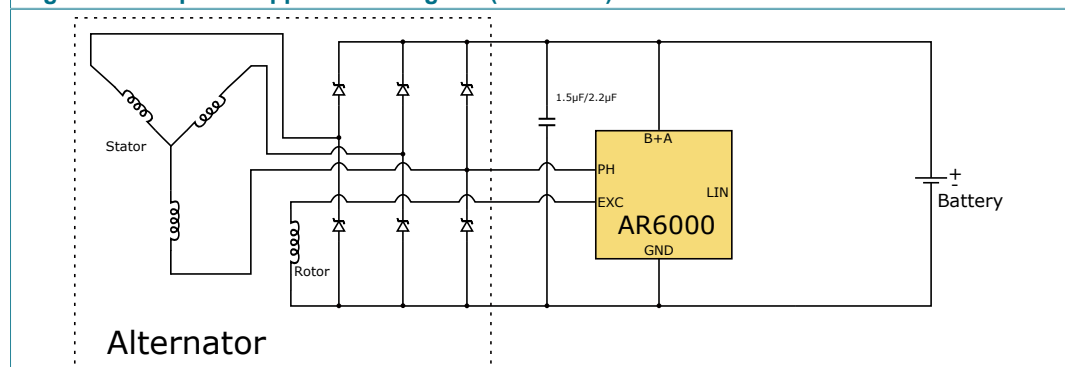 1.5μF/2.2μF
Stator
B+A
PH
LIN
EXC
AR6000
GND
+
-
Battery
Rotor
Alternator